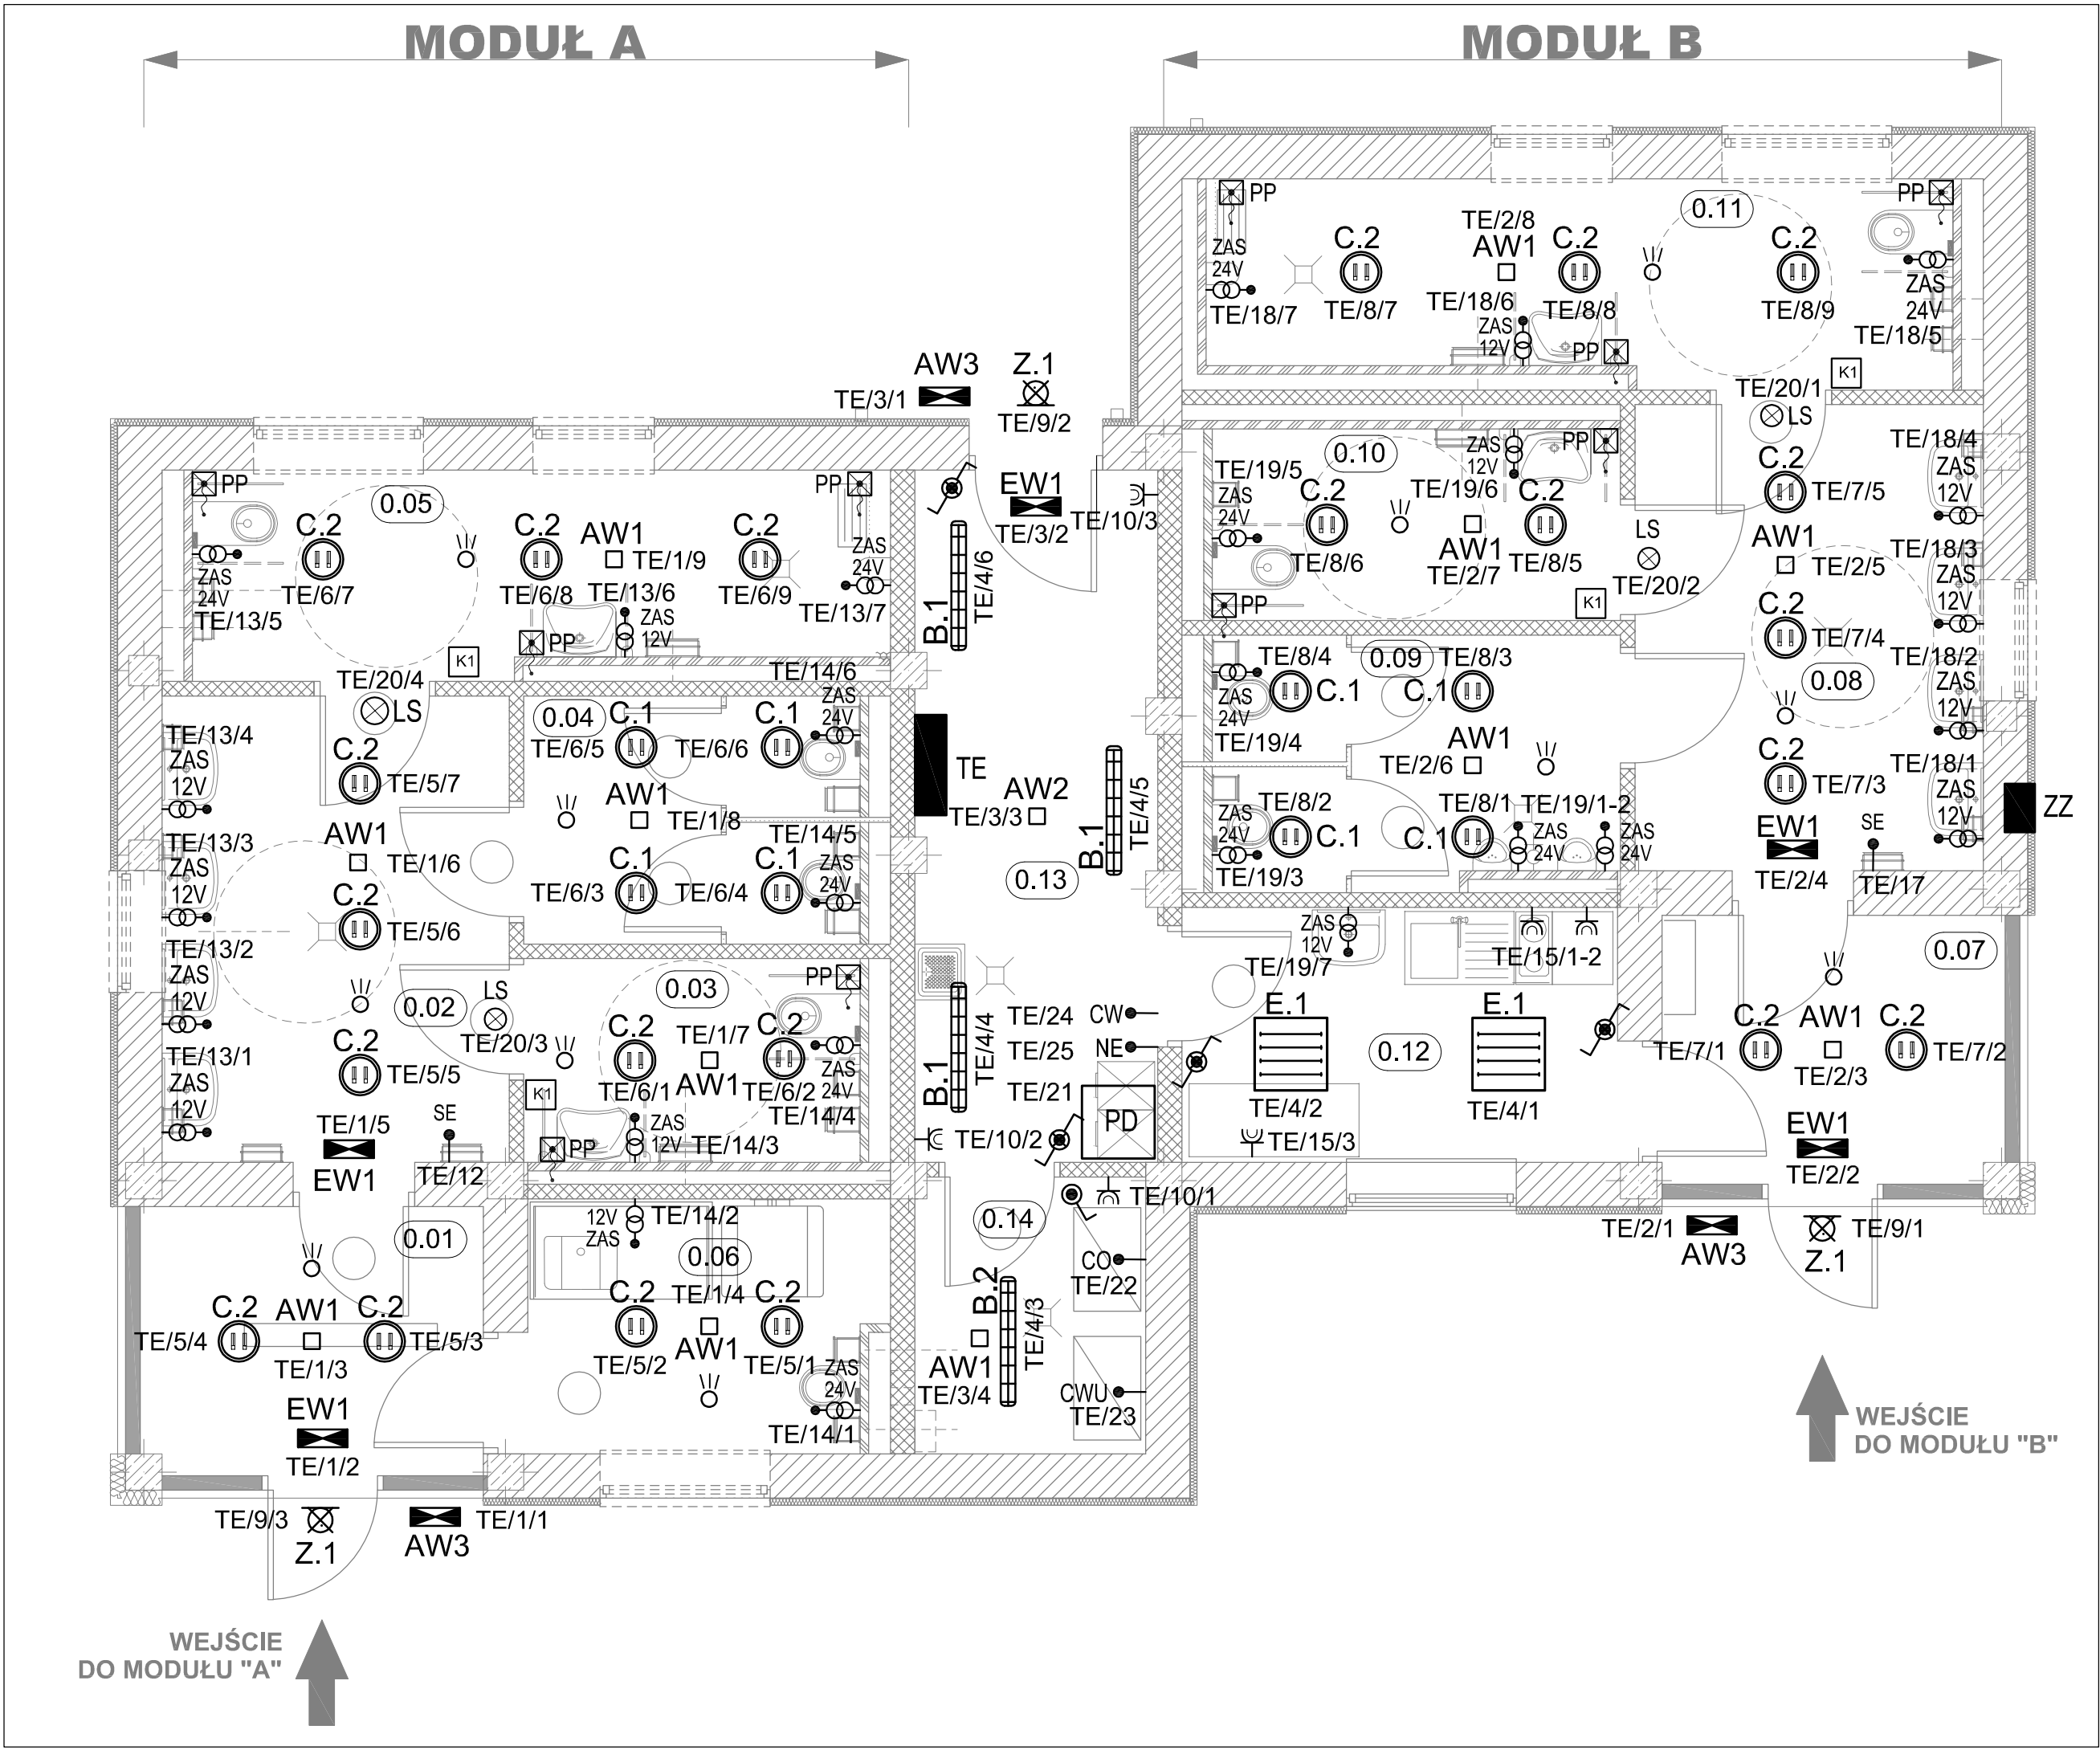 MODUŁ A
MODUŁ B
PP
0.11
PP
TE/2/8
AW1
C.2
C.2
C.2
ZAS
24V
TE/18/7
TE/8/7
TE/18/6
ZAS
12V
TE/8/8
PP
TE/8/9
ZAS
24V
TE/18/5
K1
AW3
TE/3/1
Z.1
TE/9/2
TE/20/1
LS
EW1
TE/3/2
TE/10/3
0.10
ZAS
12V
PP
TE/19/5
ZAS
24V
C.2
TE/8/6
TE/19/6
AW1
TE/2/7
C.2
TE/8/5
LS
TE/20/2
K1
PP
C.2
TE/7/5
AW1
TE/2/5
C.2
TE/7/4
0.08
TE/18/4
ZAS
12V
TE/18/3
ZAS
12V
TE/18/2
ZAS
12V
TE/18/1
ZAS
12V
ZZ
PP
0.05
PP
C.2
C.2
AW1
TE/1/9
C.2
ZAS
24V
TE/13/5
TE/6/7
TE/6/8
TE/13/6
ZAS
12V
TE/6/9
ZAS
24V
TE/13/7
PP
K1
B.1
TE/4/6
TE/20/4
LS
0.04
C.1
C.1
TE/14/6
ZAS
24V
TE/6/5
TE/6/6
AW1
TE/1/8
TE/14/5
ZAS
24V
C.1
C.1
TE/6/3
TE/6/4
TE
AW2
TE/3/3
B.1
TE/4/5
0.13
TE/8/4
0.09
TE/8/3
C.1
C.1
ZAS
24V
TE/19/4
AW1
TE/2/6
TE/8/2
TE/8/1
TE/19/1-2
ZAS
24V
C.1
C.1
ZAS
24V
ZAS
24V
TE/19/3
C.2
TE/7/3
EW1
TE/2/4
SE
TE/17
TE/13/4
ZAS
12V
TE/13/3
ZAS
12V
TE/13/2
ZAS
12V
TE/13/1
ZAS
12V
C.2
TE/5/7
AW1
TE/1/6
C.2
TE/5/6
0.02
C.2
TE/5/5
LS
TE/20/3
SE
TE/12
TE/1/5
EW1
0.03
PP
C.2
TE/1/7
AW1
C.2
TE/6/1
TE/6/2
ZAS
24V
TE/14/4
K1
PP
ZAS
12V
TE/14/3
B.1
TE/4/4
TE/24
CW
TE/25
NE
TE/21
PD
TE/10/2
ZAS
12V
TE/19/7
TE/15/1-2
E.1
E.1
0.12
TE/4/2
TE/4/1
TE/15/3
0.07
C.2
AW1
C.2
TE/7/1
TE/2/3
TE/7/2
EW1
TE/2/2
TE/2/1
AW3
Z.1
TE/9/1
0.01
C.2
AW1
C.2
TE/5/4
TE/1/3
TE/5/3
EW1
TE/1/2
TE/9/3
Z.1
AW3
TE/1/1
12V
ZAS
TE/14/2
0.06
C.2
TE/1/4
AW1
C.2
TE/5/2
TE/5/1
ZAS
24V
TE/14/1
0.14
TE/10/1
CO
TE/22
B.2
TE/4/3
AW1
TE/3/4
CWU
TE/23
WEJŚCIE
DO MODUŁU "B"
WEJŚCIE
DO MODUŁU "A"